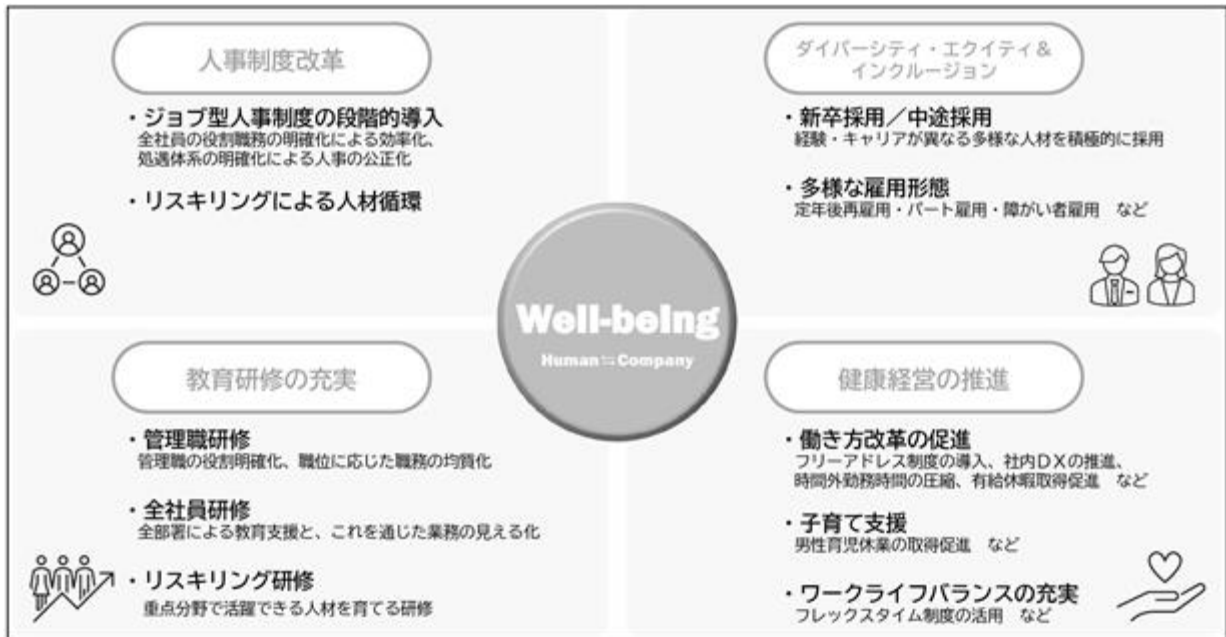 人事制度改革
・ジョブ型人事制度の段階的導入
全社員の役割職務の明確化による効率化、
処遇体系の明確化による人事の公正化
・リスキリングによる人材循環
ダイバーシティ・エクイティ&
インクルージョン
・新卒採用／中途採用
経験・キャリアが異なる多様な人材を積極的に採用
・多様な雇用形態
定年後再雇用・パート雇用・障がい者雇用　など
Well-being
Human⇆Company
教育研修の充実
・管理職研修
管理職の役割明確化、職位に応じた職務の均質化
・全社員研修
全部署による教育支援と、これを通じた業務の見える化
・リスキリング研修
重点分野で活躍できる人材を育てる研修
健康経営の推進
・働き方改革の促進
フリーアドレス制度の導入、社内ＤＸの推進、
時間外勤務時間の圧縮、有給休暇取得促進　など
・子育て支援
男性育児休業の取得促進　など
・ワークライフバランスの充実
フレックスタイム制度の活用　など